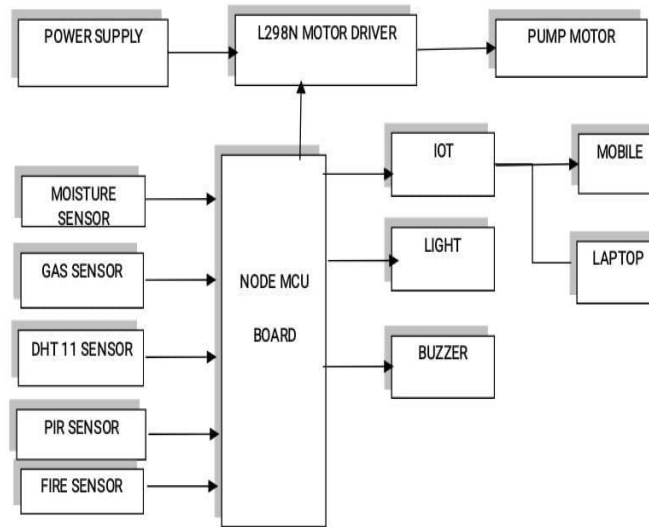 POWER SUPPLY
L298N MOTOR DRIVER
PUMP MOTOR
IOT
MOBILE
MOISTURE
SENSOR
GAS SENSOR
NODE MCU
BOARD
LIGHT
LAPTOP
DHT 11 SENSOR
BUZZER
PIR SENSOR
FIRE SENSOR